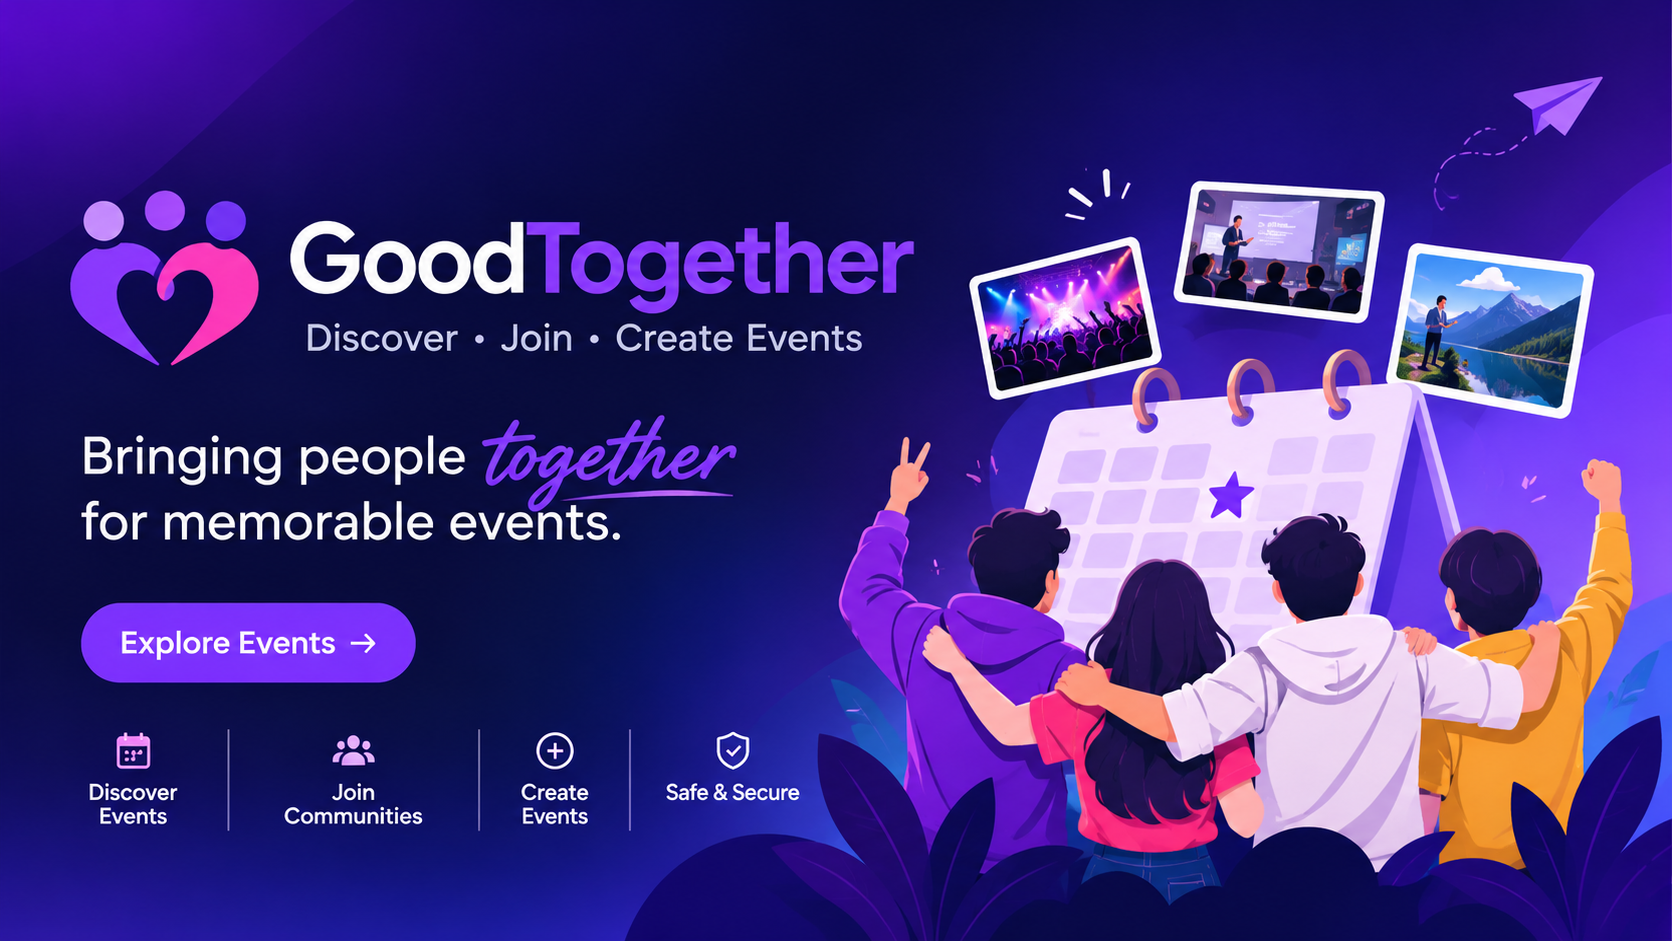 GoodTogether
Discover • Join • Create Events
Bringing people together
for memorable events.
Explore Events →
Discover
Events
Join
Communities
Create
Events
Safe & Secure